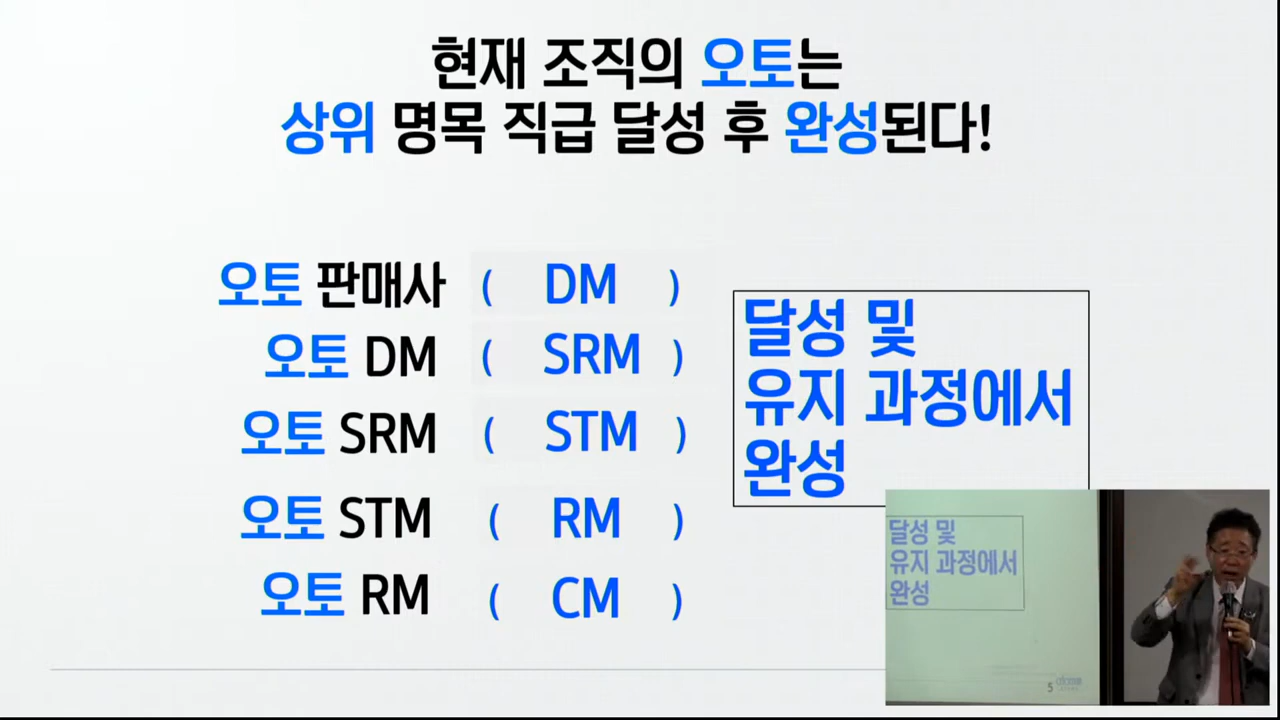 현재 조직의 오토는
상위 명목 직급 달성 후 완성된다!
오토 판매사 ( DM )
오토 DM ( SRM )
오토 SRM ( STM )
오토 STM ( RM )
오토 RM ( CM )
달성 및
유지 과정에서
완성
달성 및
유지 과정에서
완성
5